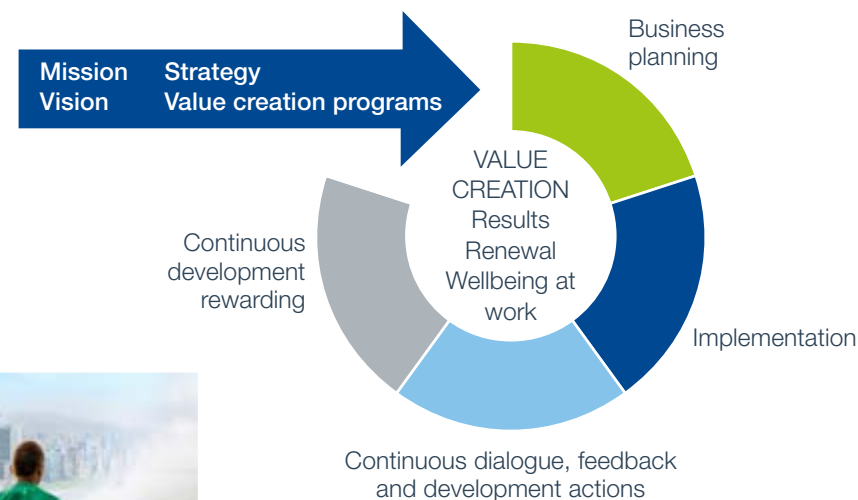 Business
planning
Mission Strategy
Vision Value creation programs
VALUE
CREATION
Results
Renewal
Wellbeing at
work
Continuous
development
rewarding
Implementation
Continuous dialogue, feedback
and development actions